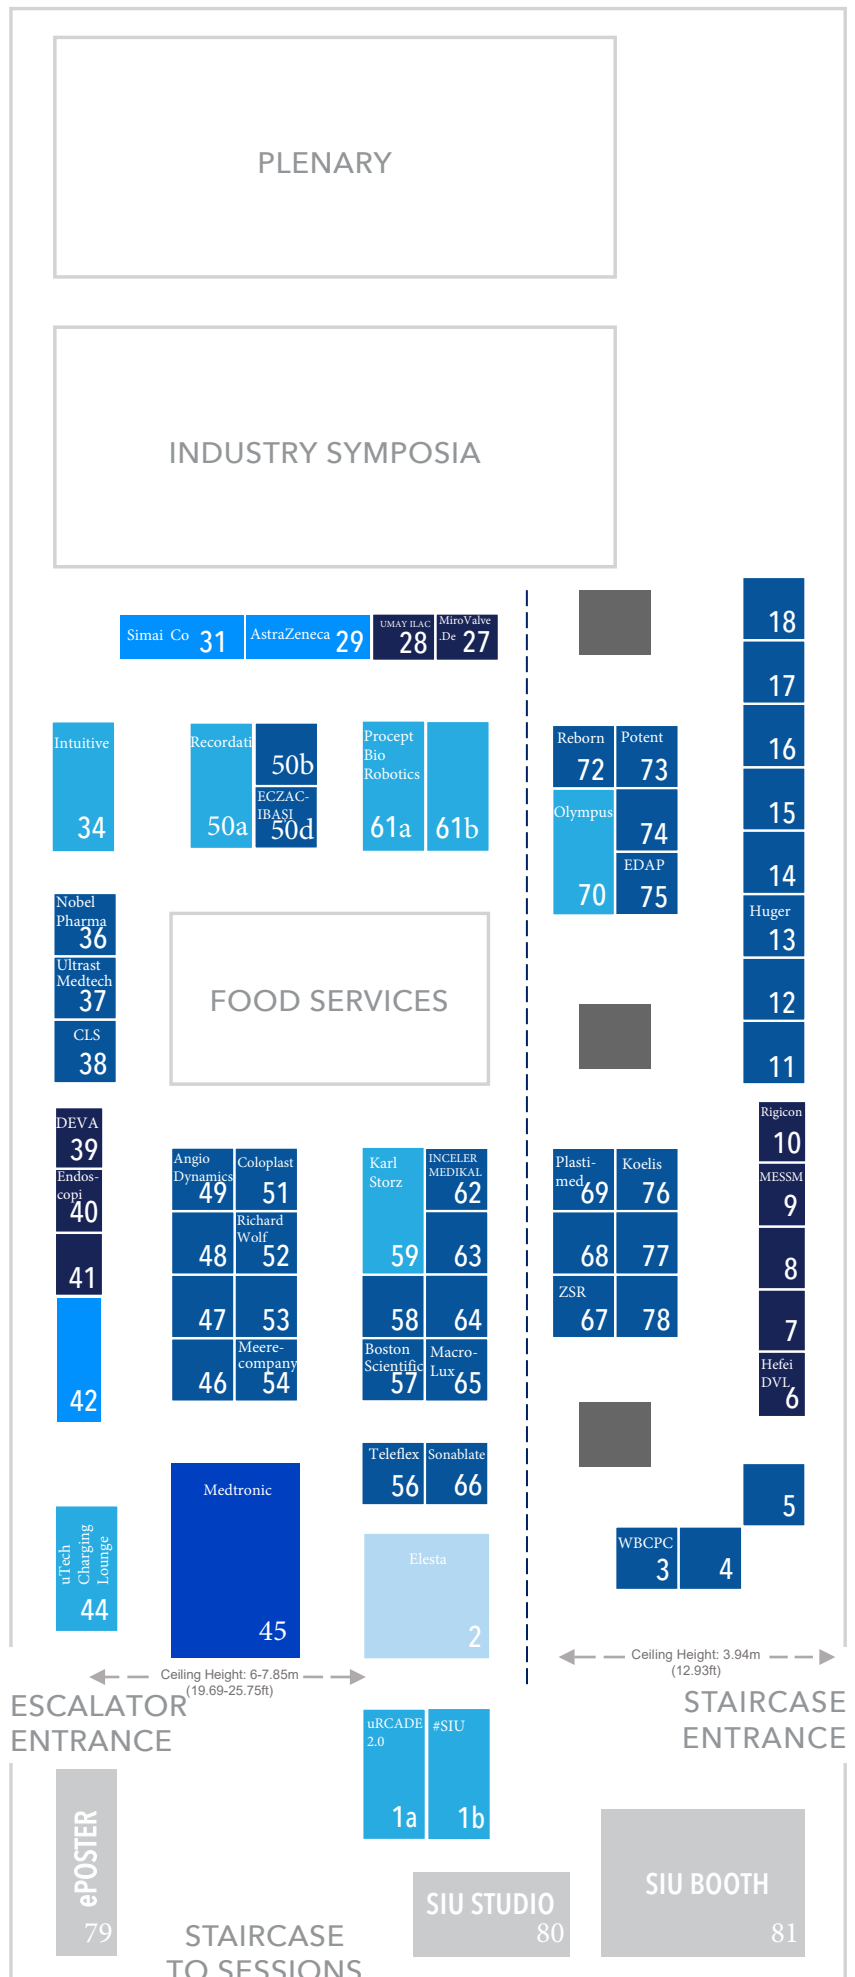 PLENARY
INDUSTRY SYMPOSIA
18
Simai Co 31
AstraZeneca 29
UMAY ILAC
28
MiroValve
.De 27
17
Intuitive
34
Recordati
50a
50b
ECZAC-
IBAŞI
50d
Procept
Bio
Robotics
61a
61b
Reborn
72
Potent
73
16
Olympus
70
74
15
EDAP
75
14
Nobel
Pharma
36
Huger
13
Ultrast
Medtech
37
FOOD SERVICES
12
CLS
38
11
DEVA
39
Rigicon
10
Angio
Dynamics
49
Coloplast
51
Karl
Storz
59
INCELER
MEDIKAL
62
Plasti-
med
69
Koelis
76
Endos-
copi
40
MESSM
9
48
Richard
Wolf
52
63
68
77
41
8
47
53
58
64
ZSR
67
78
7
42
46
Meere-
company
54
Boston
Scientific
57
Macro-
Lux
65
Hefei
DVL
6
Teleflex
56
Sonablate
66
Medtronic
45
5
uTech
Charging
Lounge
44
Elesta
2
WBCPC
3
4
Ceiling Height: 6-7.85m
(19.69-25.75ft)
Ceiling Height: 3.94m
(12.93ft)
ESCALATOR
ENTRANCE
STAIRCASE
ENTRANCE
uRCADE
2.0
1a
#SIU
1b
ePOSTER
79
SIU STUDIO
80
SIU BOOTH
81
STAIRCASE
TO SESSIONS